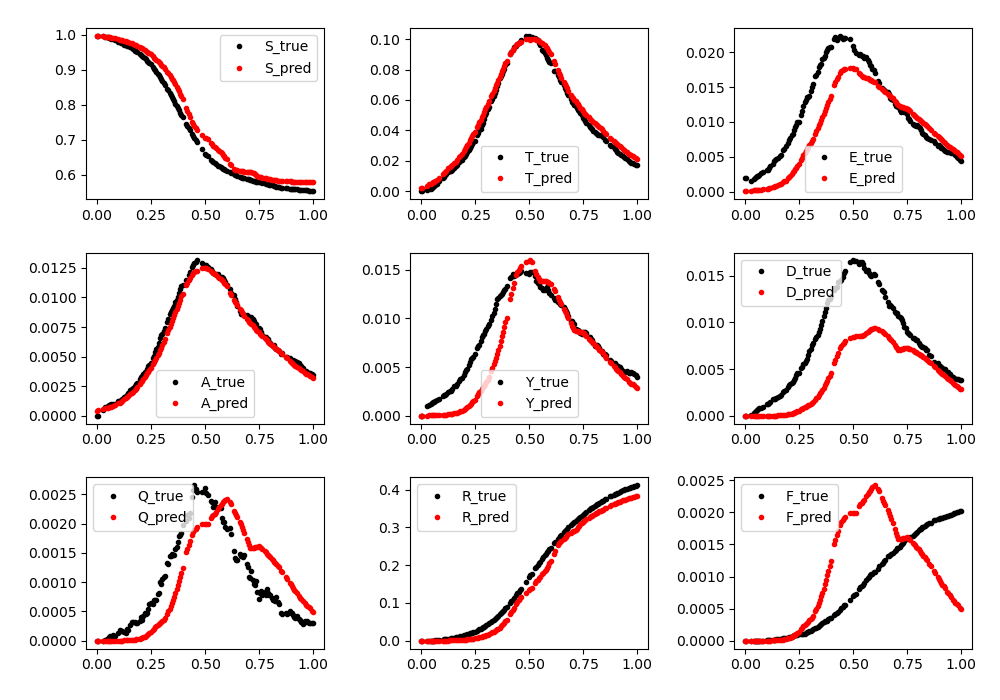 1.0
0.9
0.8
0.7
0.6
S_true
S_pred
0.00 0.25 0.50 0.75 1.00
0.10
0.08
0.06
0.04
0.02
0.00
T_true
T_pred
0.00 0.25 0.50 0.75 1.00
0.020
0.015
0.010
0.005
0.000
E_true
E_pred
0.00 0.25 0.50 0.75 1.00
0.0125
0.0100
0.0075
0.0050
0.0025
0.0000
A_true
A_pred
0.00 0.25 0.50 0.75 1.00
0.015
0.010
0.005
0.000
Y_true
Y_pred
0.00 0.25 0.50 0.75 1.00
0.015
0.010
0.005
0.000
D_true
D_pred
0.00 0.25 0.50 0.75 1.00
0.0025
0.0020
0.0015
0.0010
0.0005
0.0000
Q_true
Q_pred
0.00 0.25 0.50 0.75 1.00
0.4
0.3
0.2
0.1
0.0
R_true
R_pred
0.00 0.25 0.50 0.75 1.00
0.0025
0.0020
0.0015
0.0010
0.0005
0.0000
F_true
F_pred
0.00 0.25 0.50 0.75 1.00